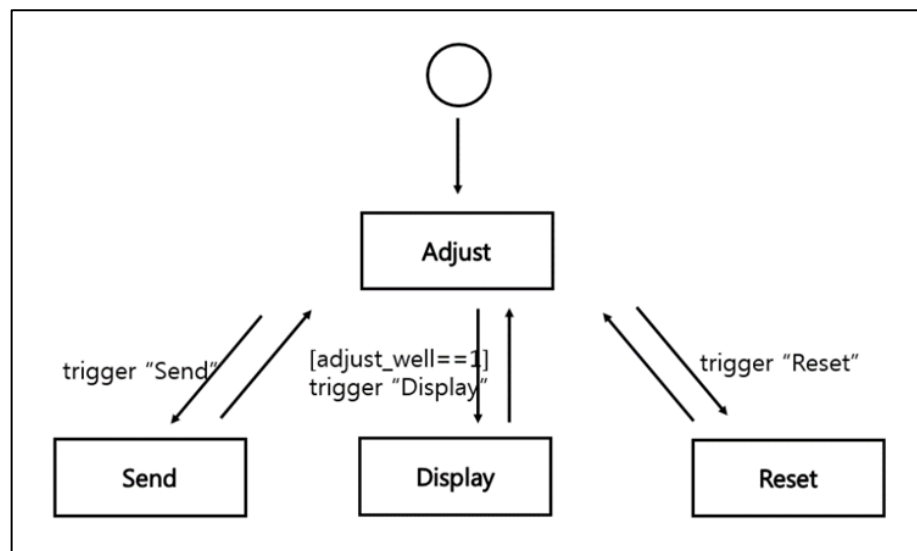 Adjust
trigger “Send”
[adjust_well==1]
trigger “Display”
trigger “Reset”
Send
Display
Reset